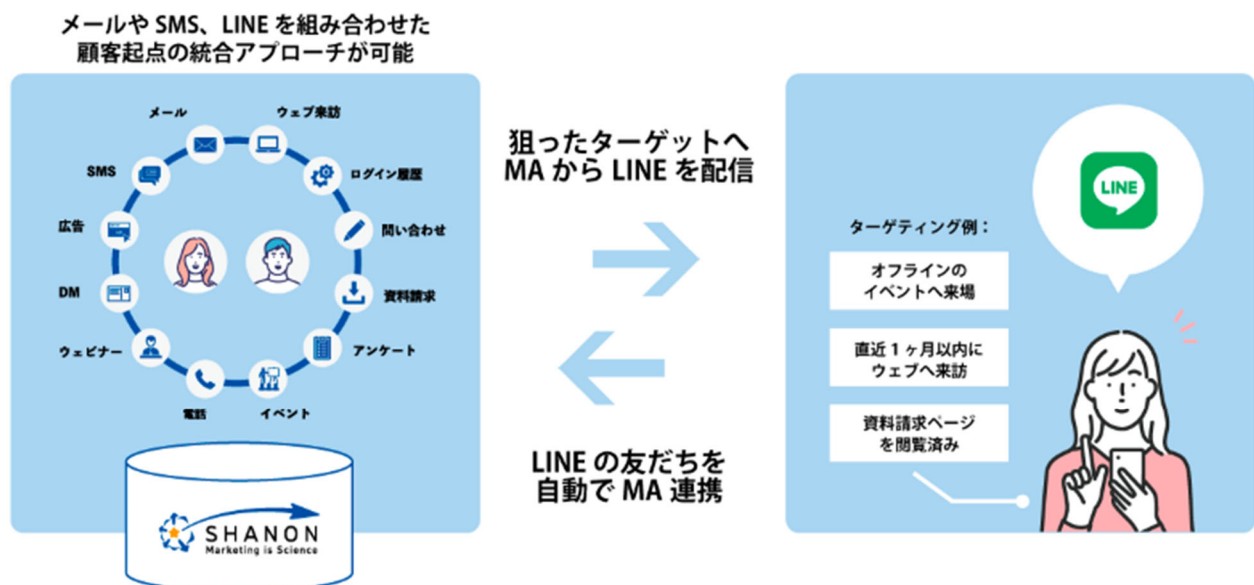 メールや SMS、LINE を組み合わせた
顧客起点の統合アプローチが可能
メール
ウェブ来訪
SMS
ログイン履歴
広告
問い合わせ
DM
資料請求
ウェビナー
アンケート
電話
イベント
SHANON
Marketing is Science
狙ったターゲットへ
MA から LINE を配信
LINE の友だちを
自動で MA 連携
LINE
ターゲティング例：
オフラインの
イベントへ来場
直近1ヶ月以内に
ウェブへ来訪
資料請求ページ
を閲覧済み